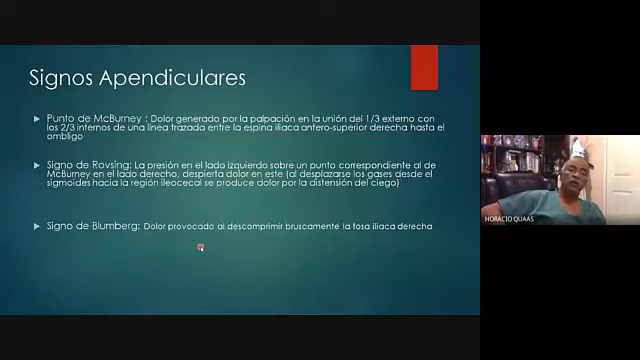 Signos Apendiculares
Punto de McBurney : Dolor generado por la palpación en la unión del 1/3 externo con
los 2/3 internos de una línea trazada entre la espina iliaca antero-superior derecha hasta el
ombligo
Signo de Rovsing: La presión en el lado izquierdo sobre un punto correspondiente al de
McBurney en el lado derecho, despierta dolor en este (al desplazarse los gases desde el
sigmoides hacia la región ileocecal se produce dolor por la distensión del ciego)
Signo de Blumberg: Dolor provocado al descomprimir bruscamente la fosa iliaca derecha
HORACIO QUAAS